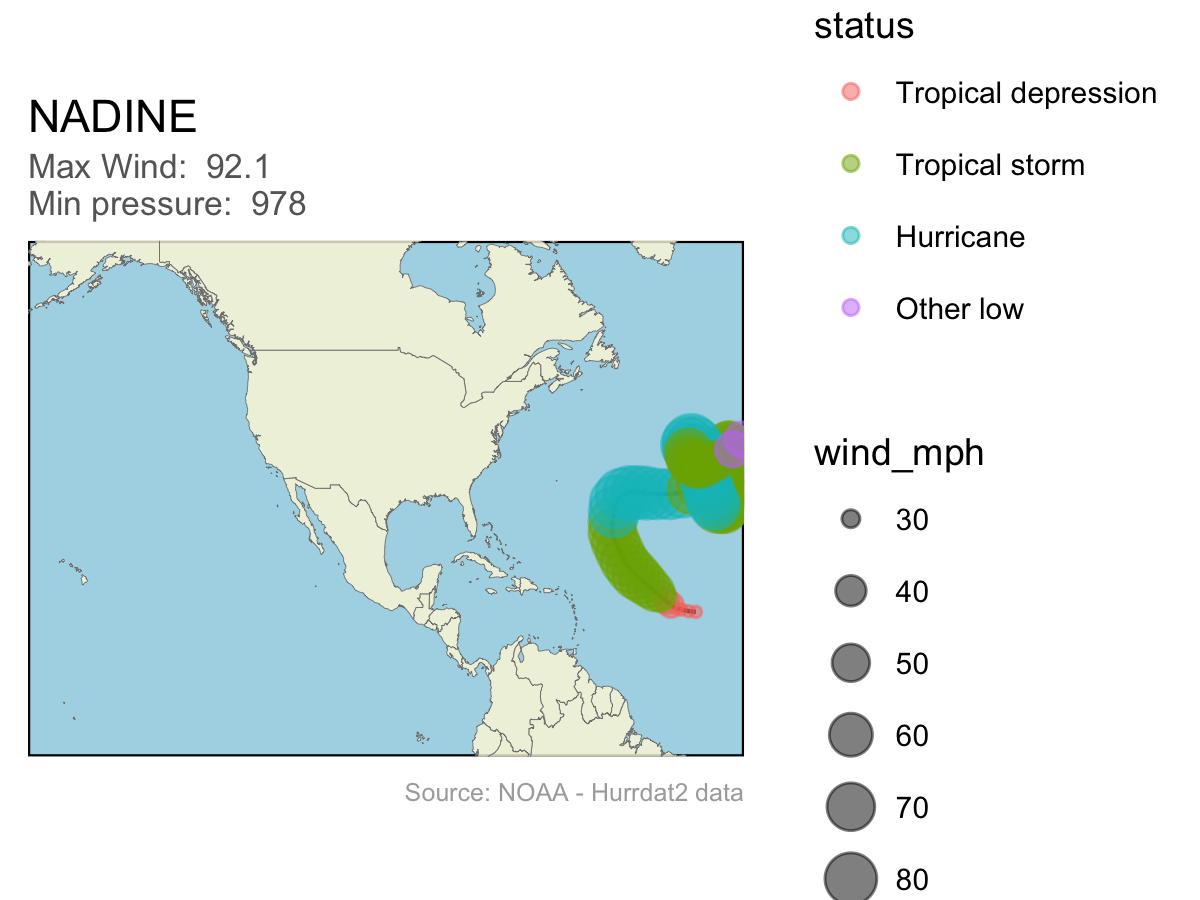 NADINE
Max Wind:  92.1
Min pressure:  978
Source: NOAA - Hurrdat2 data
status
Tropical depression
Tropical storm
Hurricane
Other low
wind_mph
30
40
50
60
70
80